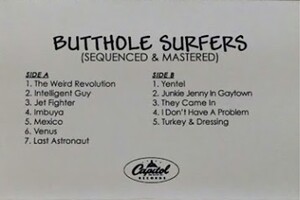 BUTTHOLE SURFERS
(SEQUENCED & MASTERED)
SIDE A
1. The Weird Revolution
2. Intelligent Guy
3. Jet Fighter
4. Imbuya
5. Mexico
6. Venus
7. Last Astronaut
SIDE B
1. Yentel
2. Junkie Jenny In Gaytown
3. They Came In
4. I Don't Have A Problem
5. Turkey & Dressing
Capitol
RECORDS